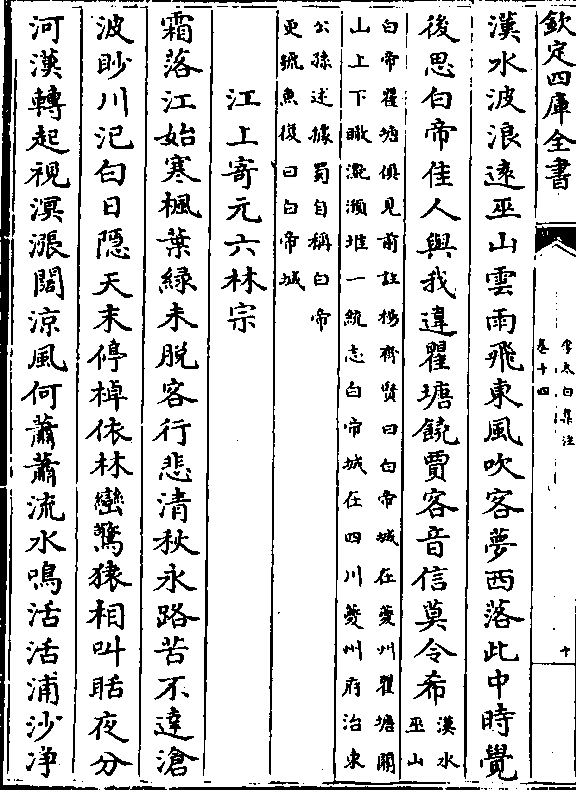 欽定四庫全書
李太白集注
卷十四
十
漢水波浪遠巫山雲雨飛東風吹客夢西落此中時覺
後思白帝佳人與我違瞿塘饒賈客音信莫令希
漢水
巫山
白帝瞿塘俱見前註楊齊賢曰白帝城在夔州瞿塘關
山上下瞰灧澦堆一統志白帝城在四川夔州府治東
公孫述據蜀自稱白帝
更號魚復曰白帝城
江上寄元六林宗
霜落江始寒楓葉緑未脫客行悲清秋永路苦不達滄
波眇川汜白日隱天末停棹依林巒驚猿相叫聒夜分
河漢轉起視溟漲闊涼風何蕭蕭流水鳴活活浦沙净